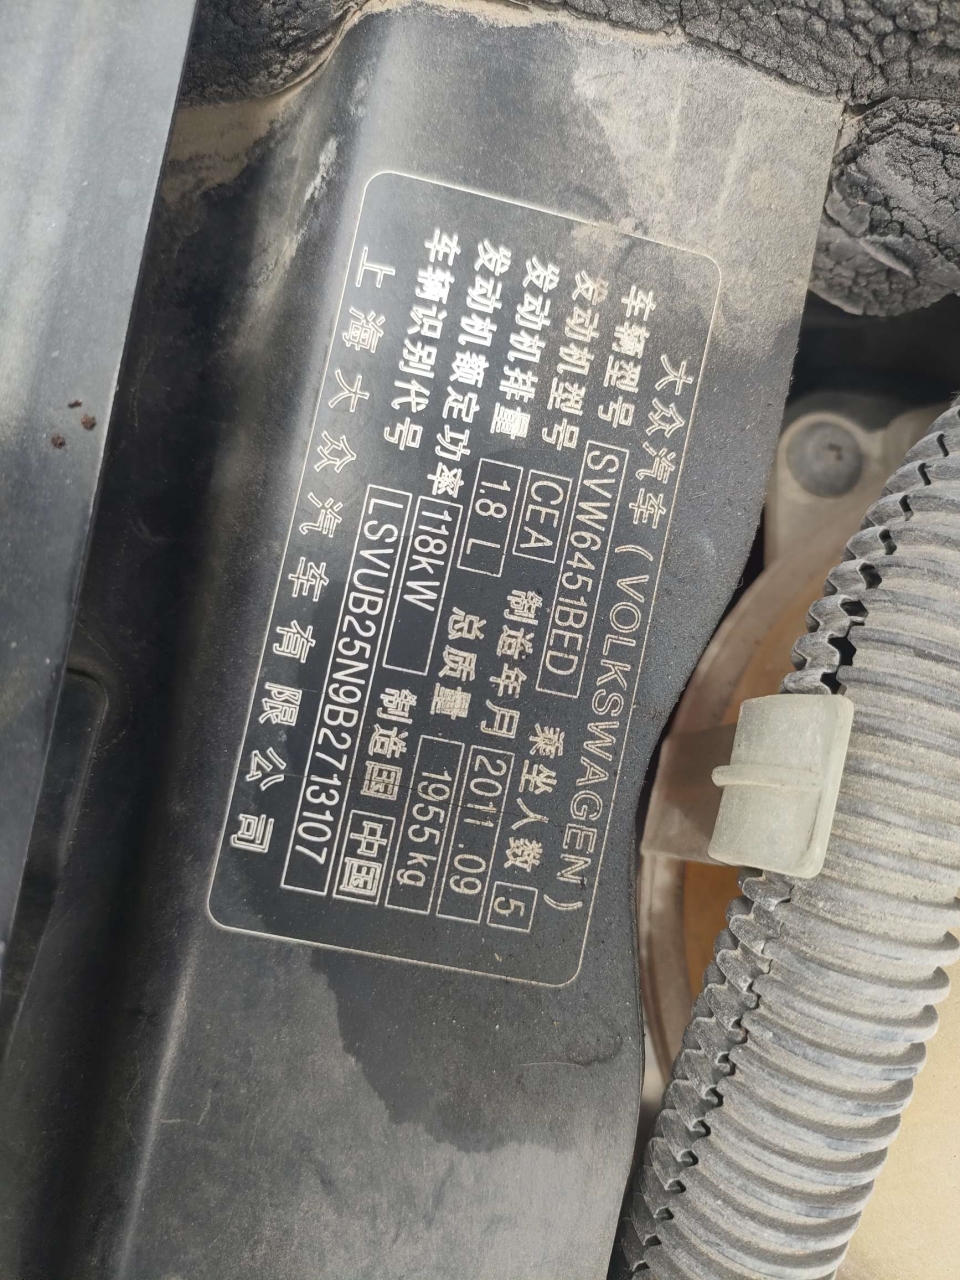 大众汽车(VOLKSWAGEN)
车辆型号 SVW6451BED 乘坐人数 5
发动机型号 CEA 制造年月 2011.09
发动机排量 1.8 L 总质量 1955kg
发动机额定功率 118kW 制造国 中国
车辆识别代号 LSVUB25N9B2713107
上海大众汽车有限公司